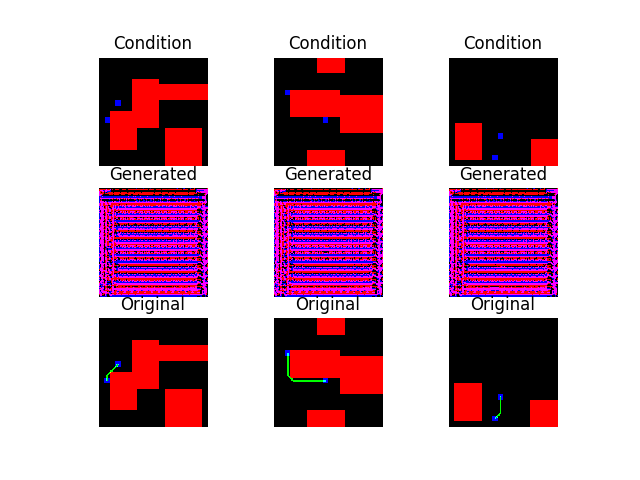 Condition Condition Condition
Generated Generated Generated
Original Original Original